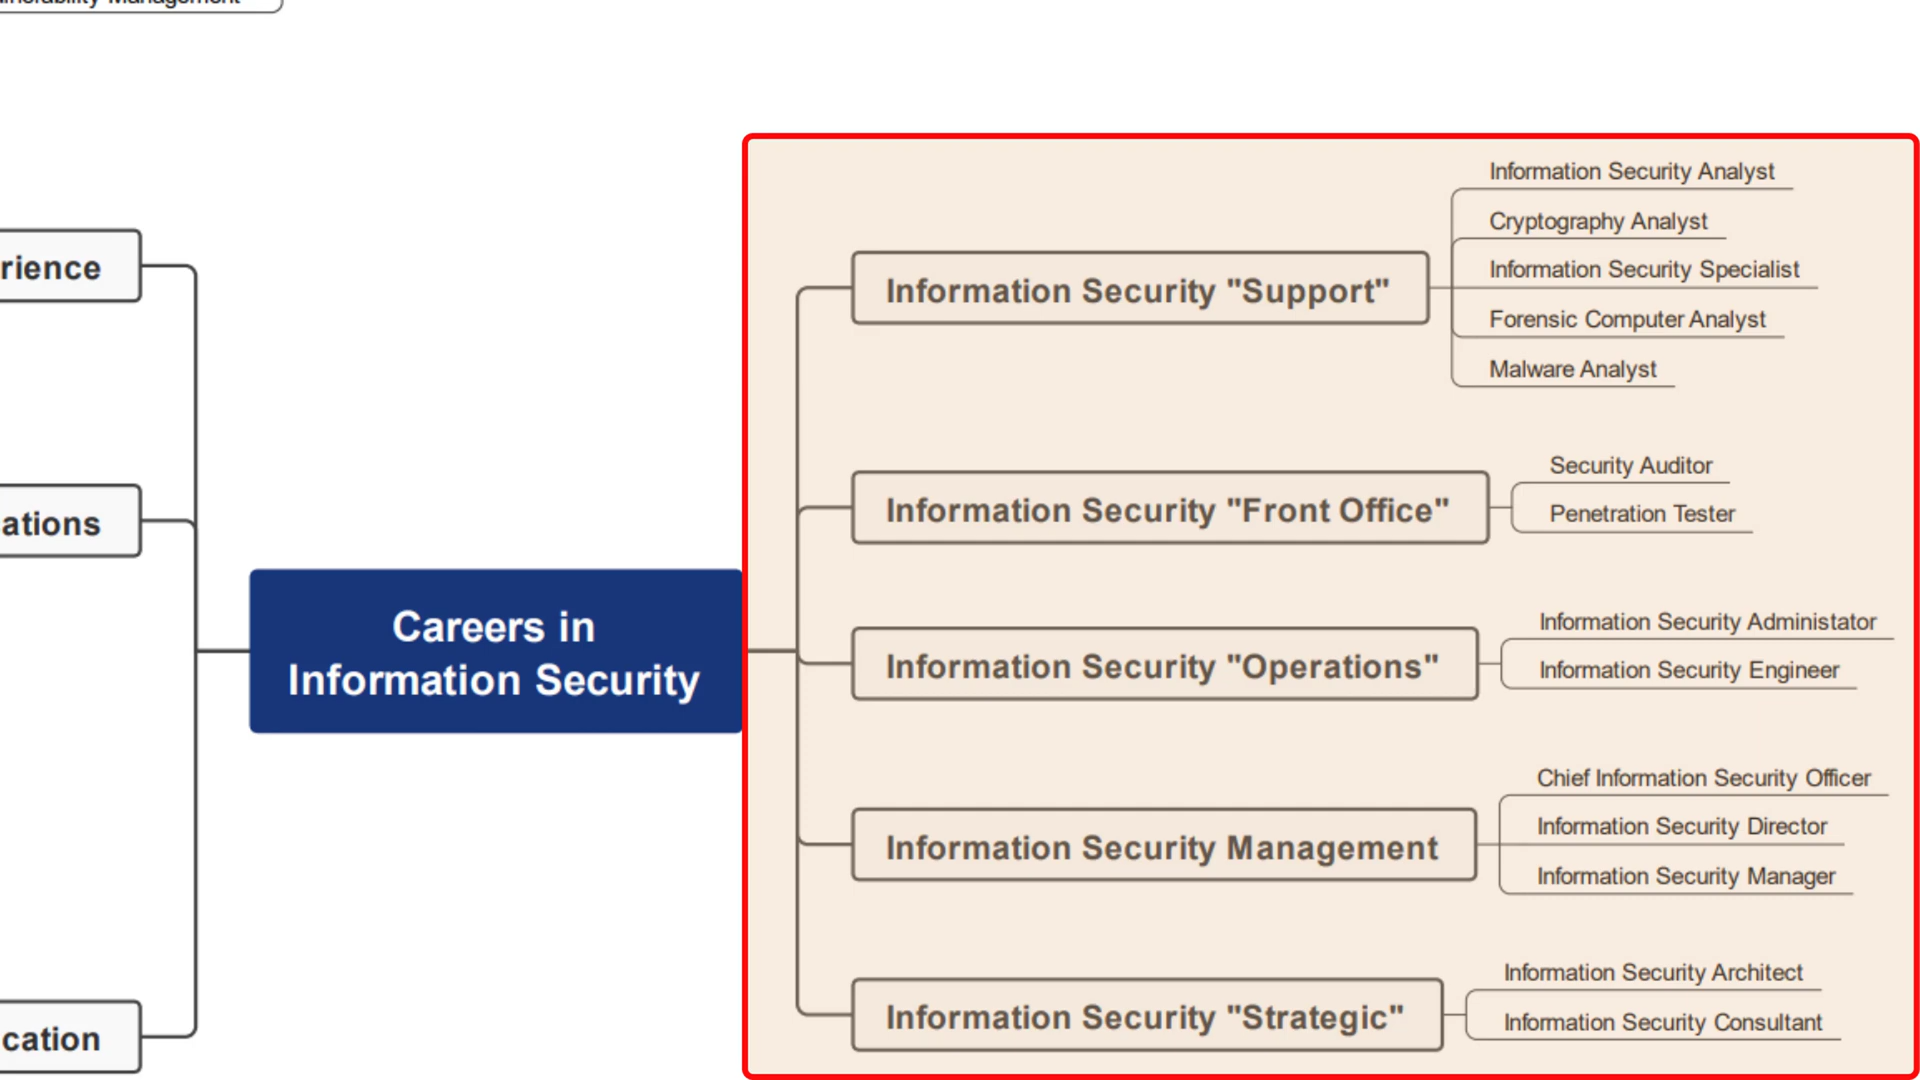 Management
Information Security Analyst
Cryptography Analyst
Information Security "Support"
Information Security Specialist
Forensic Computer Analyst
Malware Analyst
Security Auditor
Information Security "Front Office"
Penetration Tester
Careers in
Information Security
Information Security Administator
Information Security "Operations"
Information Security Engineer
Chief Information Security Officer
Information Security Director
Information Security Management
Information Security Manager
Information Security Architect
Information Security "Strategic"
Information Security Consultant
rience
ations
cation